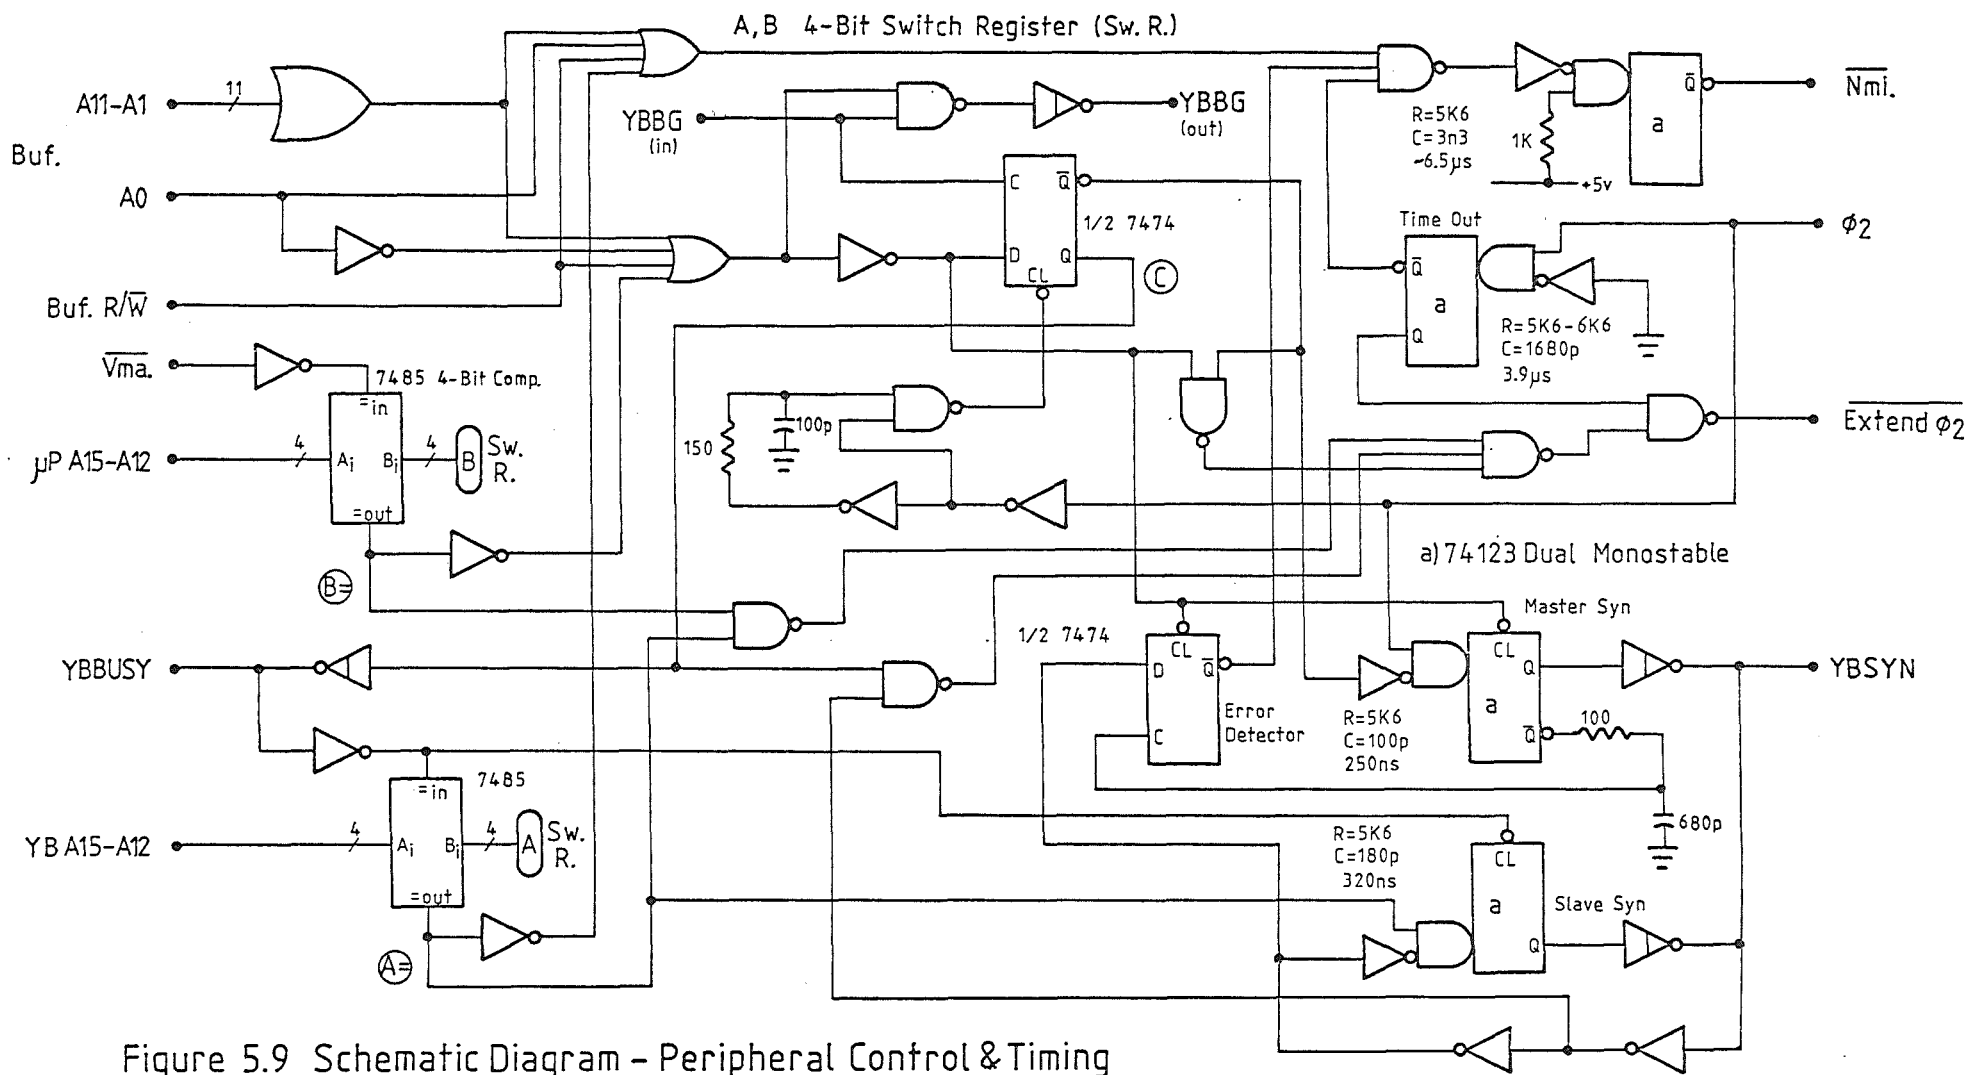 A,B 4-Bit Switch Register (Sw. R.)
A11-A1
11
Buf.
A0
Buf. R/W̅
V̅m̅a̅.
7485 4-Bit Comp.
=in
µP A15-A12
4
Ai
Bi
4
B
Sw.
R.
=out
B=
YBBUSY
7485
=in
YB A15-A12
4
Ai
Bi
4
A
Sw.
R.
=out
A=
YBBG
(in)
YBBG
(out)
C
Q̅
1/2 7474
D
Q
CL
C
150
100p
R=5K6
C=3n3
~6.5µs
1K
+5v
Q̅
a
N̅m̅i̅.
Time Out
Q̅
a
Q
R=5K6-6K6
C=1680p
3.9µs
ϕ2
E̅x̅t̅e̅n̅d̅ ̅ϕ̅2̅
a) 74123 Dual Monostable
Master Syn
1/2 7474
CL
D
Q̅
C
Error
Detector
CL
Q
a
Q̅
R=5K6
C=100p
250ns
100
680p
YBSYN
R=5K6
C=180p
320ns
CL
a
Q
Slave Syn
Figure 5.9 Schematic Diagram - Peripheral Control & Timing